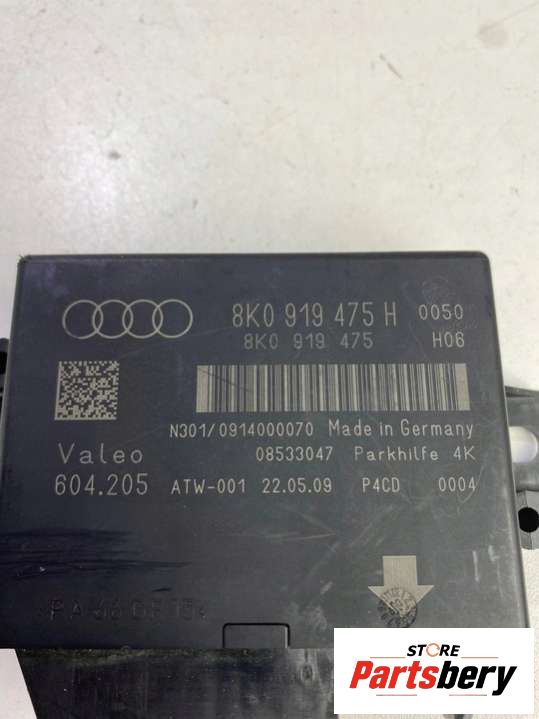 8K0 919 475 H 0050
8K0 919 475 H06
N301/0914000070 Made in Germany
Valeo 08533047 Parkhilfe 4K
604.205 ATW-001 22.05.09 P4CD 0004
STORE
Partsbery